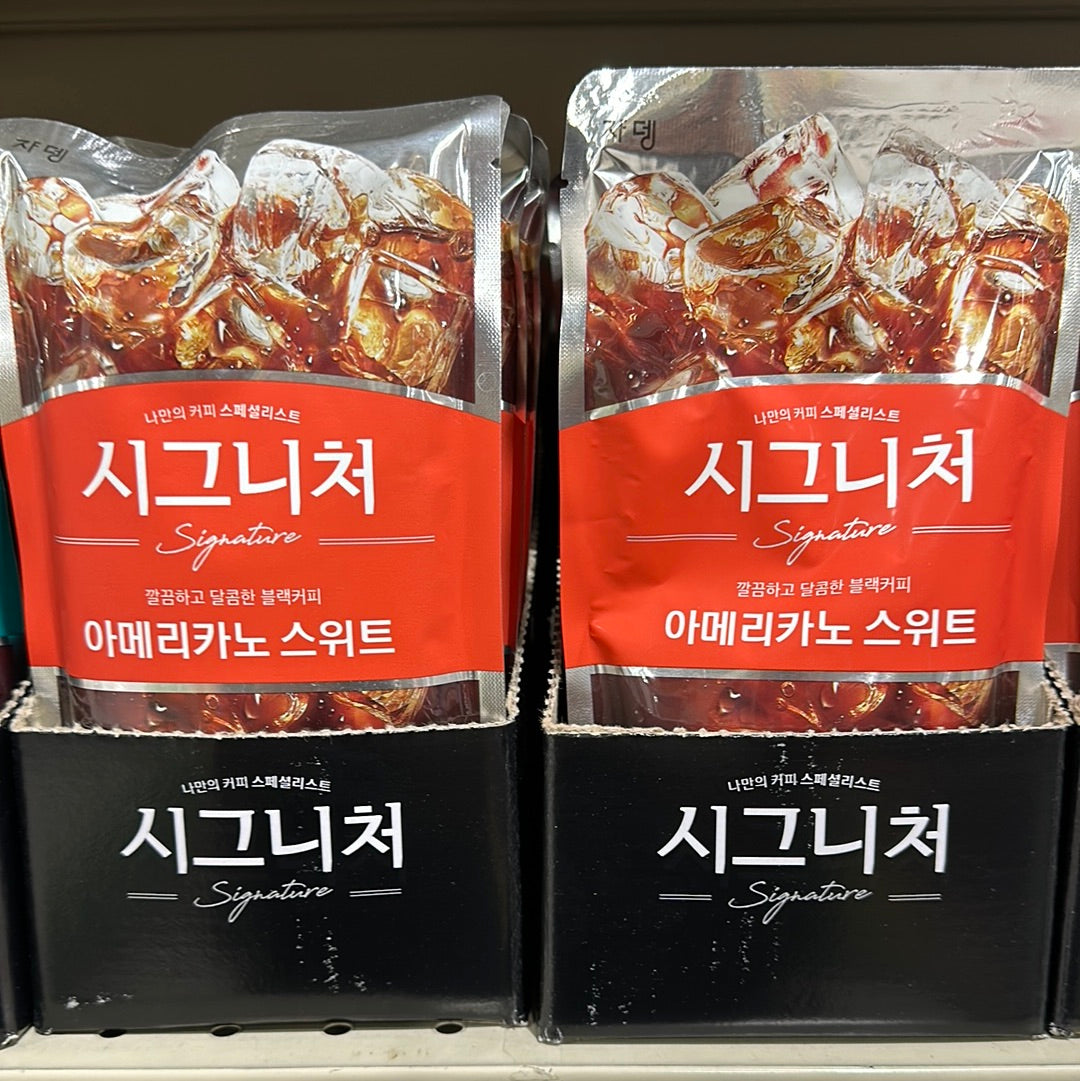 쟈뎅
나만의 커피 스페셜리스트
시그니처
Signature
깔끔하고 달콤한 블랙커피
아메리카노 스위트
나만의 커피 스페셜리스트
시그니처
Signature
쟈뎅
나만의 커피 스페셜리스트
시그니처
Signature
깔끔하고 달콤한 블랙커피
아메리카노 스위트
나만의 커피 스페셜리스트
시그니처
Signature